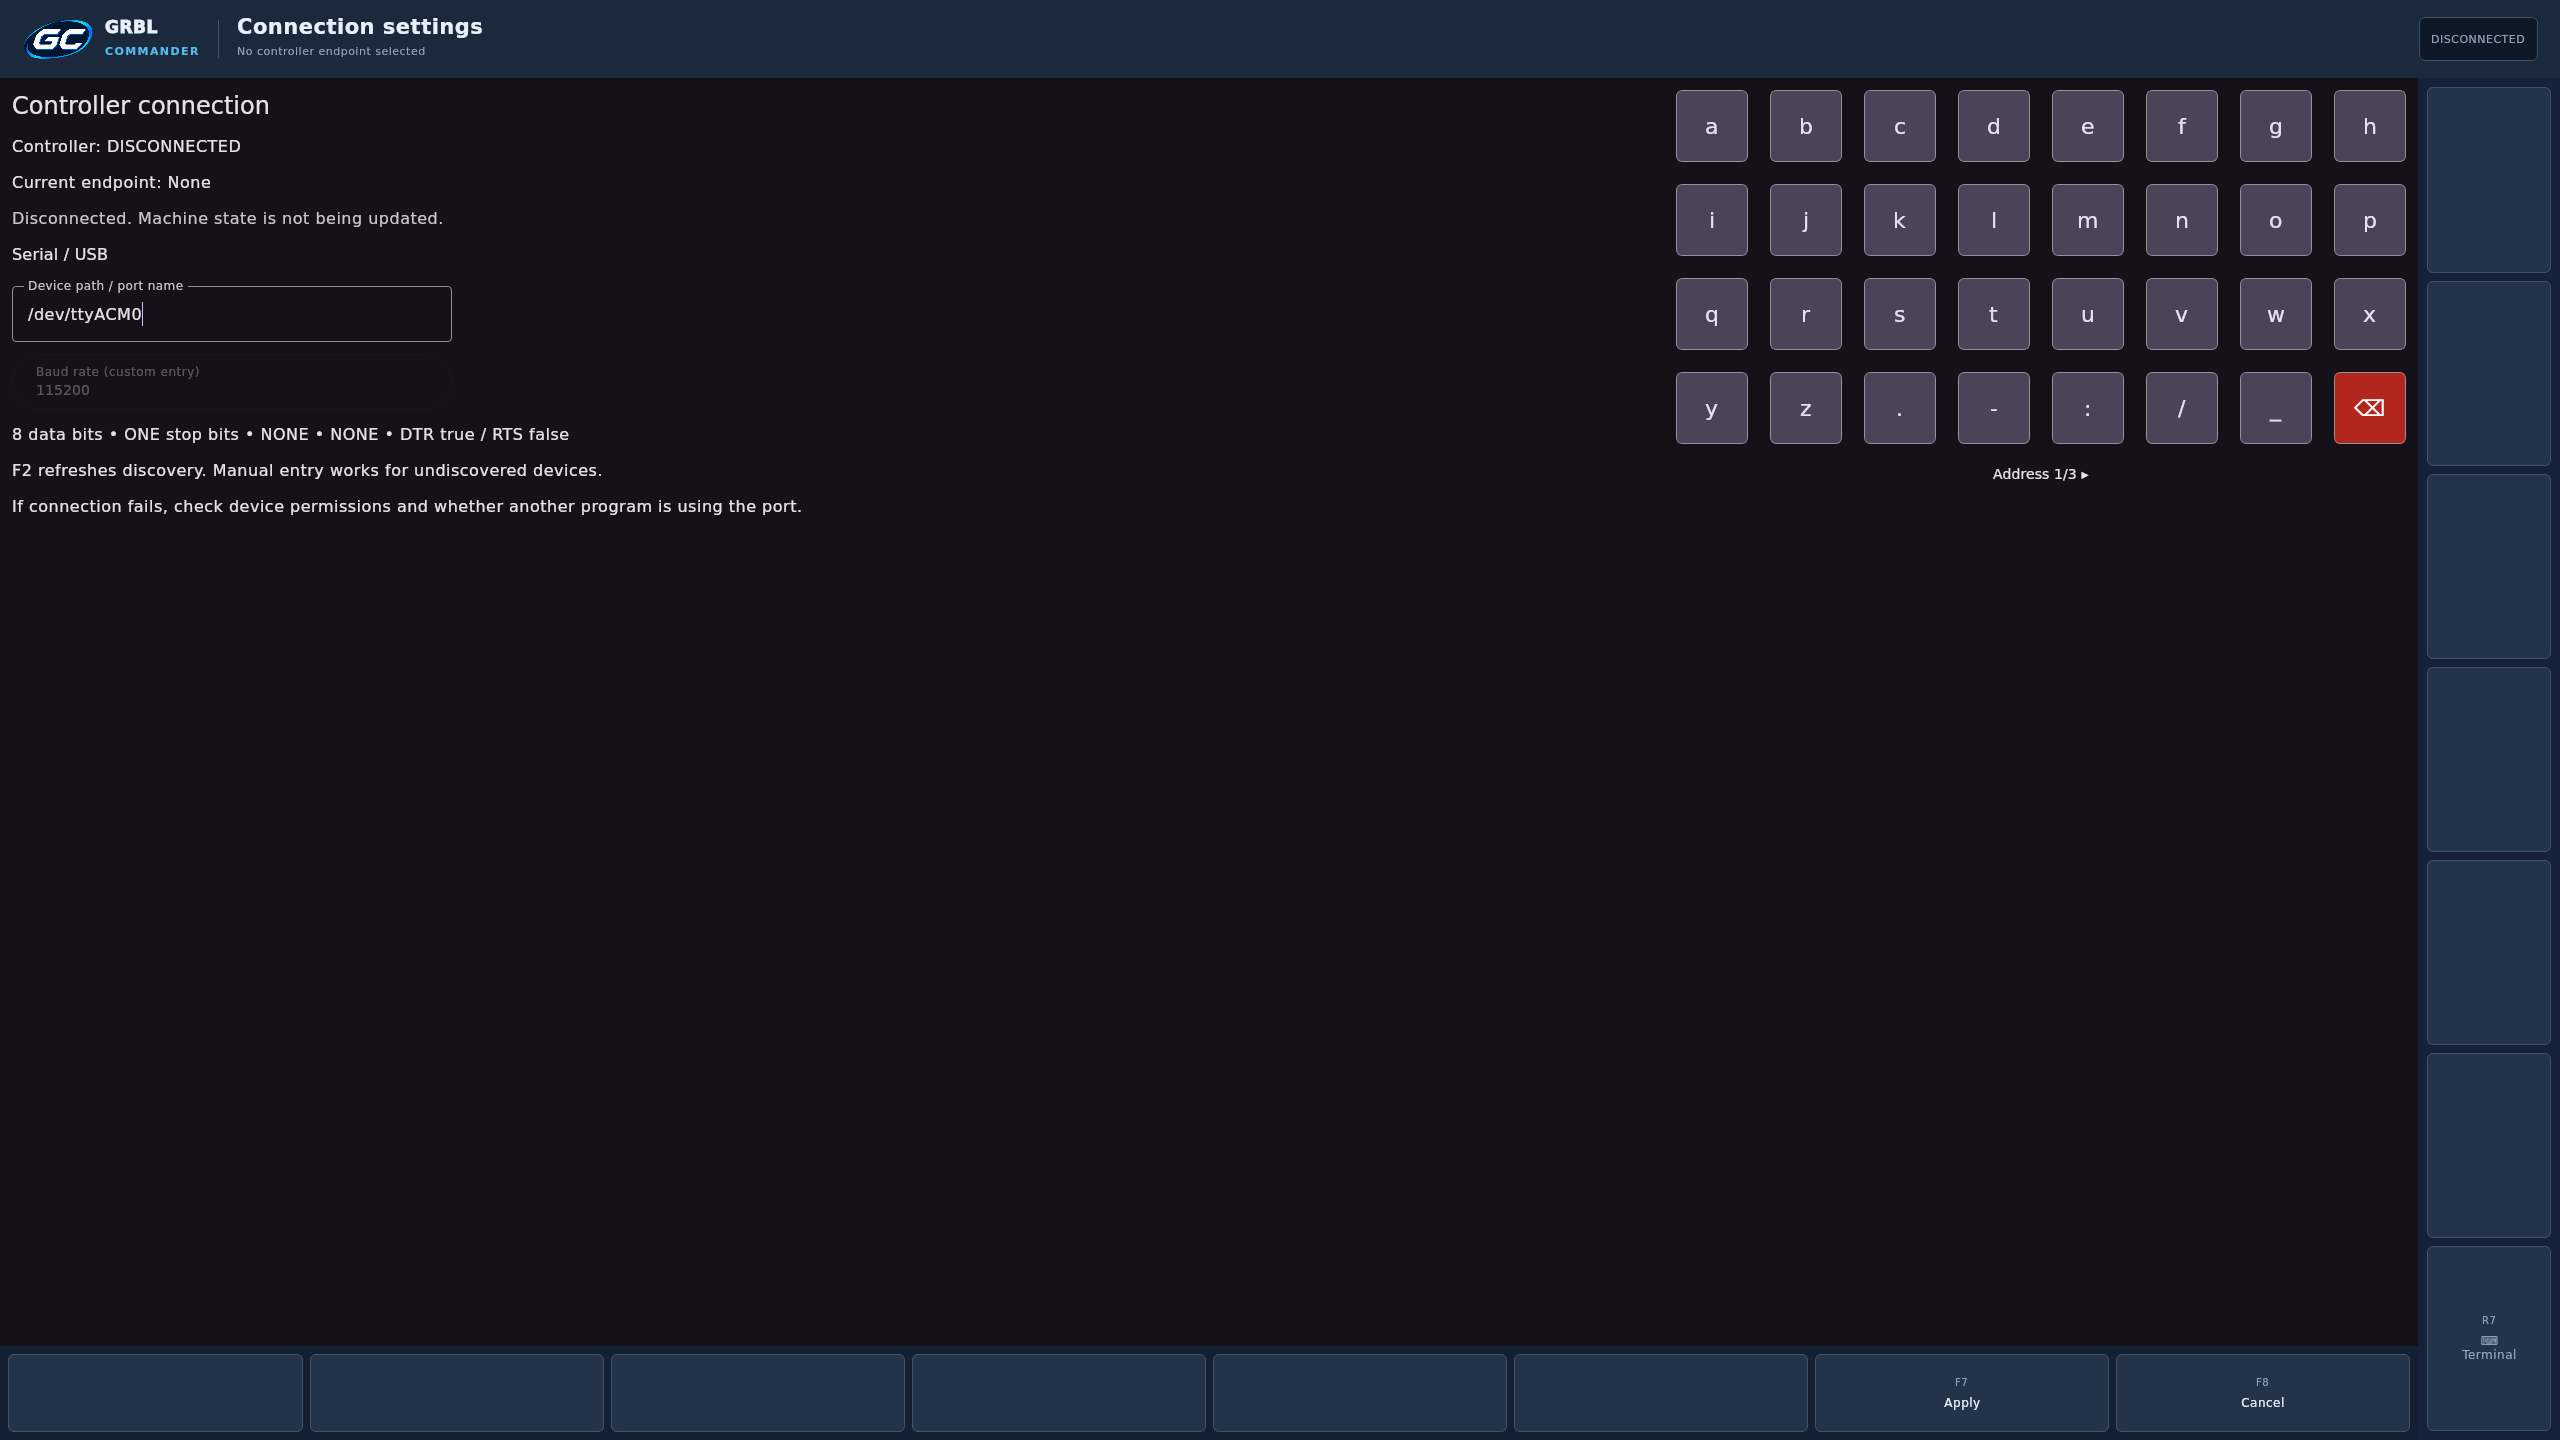 GC
GRBL
COMMANDER
Connection settings
No controller endpoint selected
DISCONNECTED
Controller connection
Controller: DISCONNECTED
Current endpoint: None
Disconnected. Machine state is not being updated.
Serial / USB
Device path / port name
/dev/ttyACM0
Baud rate (custom entry)
115200
8 data bits • ONE stop bits • NONE • NONE • DTR true / RTS false
F2 refreshes discovery. Manual entry works for undiscovered devices.
If connection fails, check device permissions and whether another program is using the port.
a b c d e f g h
i j k l m n o p
q r s t u v w x
y z . - : / _ ⌫
Address 1/3 ▸
R7
⌨
Terminal
F7
Apply
F8
Cancel